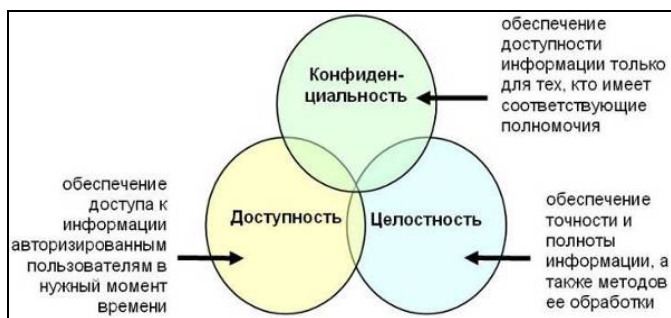 обеспечение
доступности
информации только
для тех, кто имеет
соответствующие
полномочия
Конфиден-
циальность
Доступность
Целостность
обеспечение
доступа к
информации
авторизированным
пользователям в
нужный момент
времени
обеспечение
точности и
полноты
информации, а
также методов
ее обработки